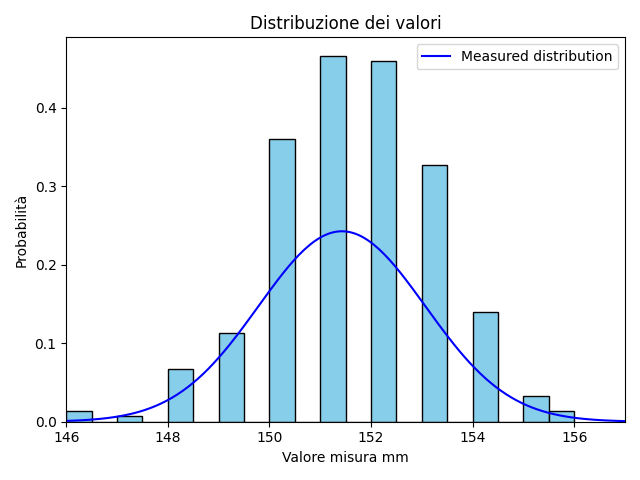 Distribuzione dei valori
Measured distribution
Probabilità
0.4
0.3
0.2
0.1
0.0
146 148 150 152 154 156
Valore misura mm